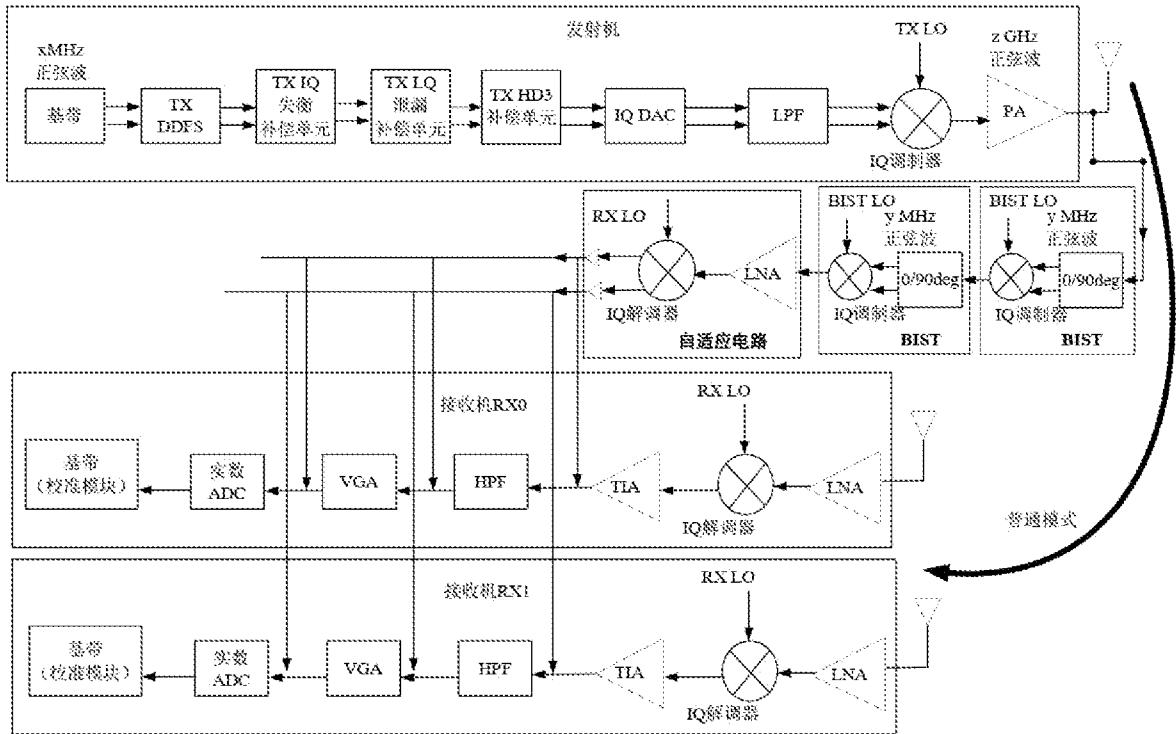 发射机
TX LO
z GHz
正弦波
xMHz
正弦波
基带
TX
DDFS
TX IQ
失衡
补偿单元
TX LQ
泄漏
补偿单元
TX HD3
补偿单元
IQ DAC
LPF
IQ调制器
PA
RX LO
IQ解调器
LNA
自适应电路
BIST LO
y MHz
正弦波
0/90deg
IQ调制器
BIST
BIST LO
y MHz
正弦波
0/90deg
IQ调制器
BIST
接收机RX0
RX LO
基带
（校准模块）
实数
ADC
VGA
HPF
TIA
IQ解调器
LNA
普通模式
接收机RX1
RX LO
基带
（校准模块）
实数
ADC
VGA
HPF
TIA
IQ解调器
LNA